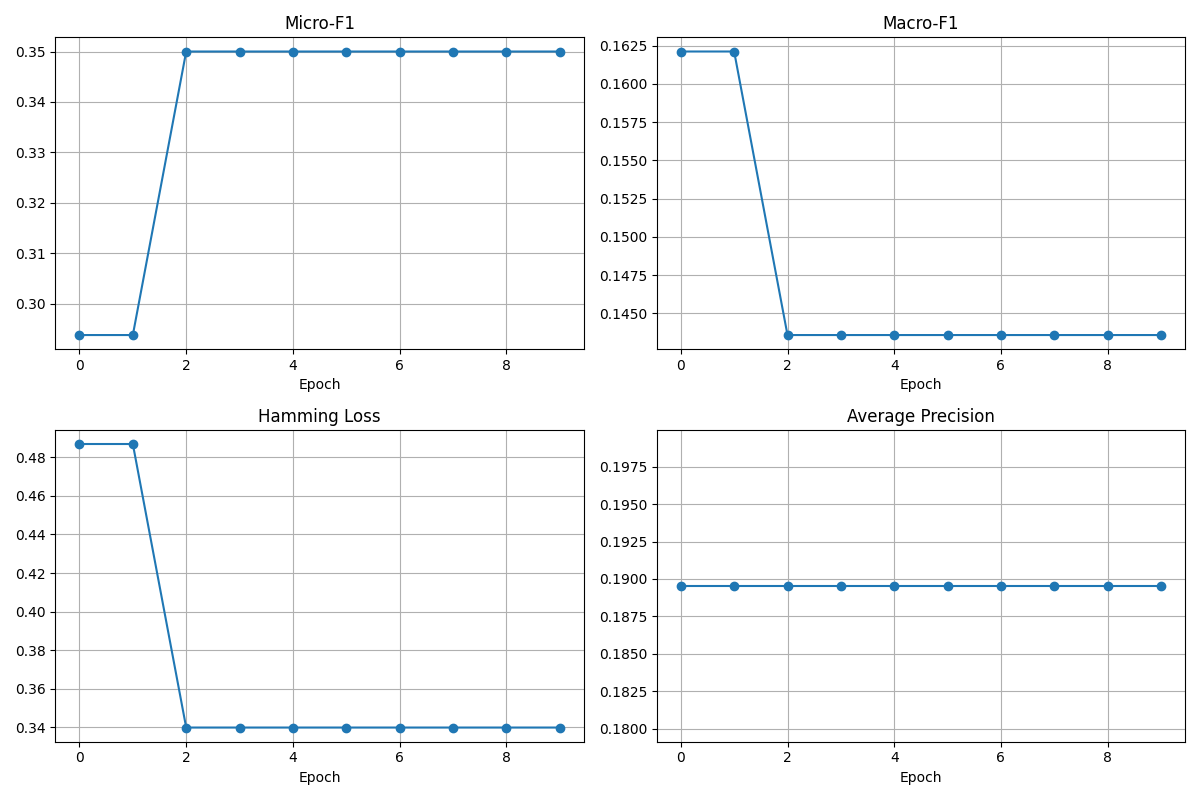 Micro-F1
0.35
0.34
0.33
0.32
0.31
0.30
0 2 4 6 8
Epoch
Macro-F1
0.1625
0.1600
0.1575
0.1550
0.1525
0.1500
0.1475
0.1450
0 2 4 6 8
Epoch
Hamming Loss
0.48
0.46
0.44
0.42
0.40
0.38
0.36
0.34
0 2 4 6 8
Epoch
Average Precision
0.1975
0.1950
0.1925
0.1900
0.1875
0.1850
0.1825
0.1800
0 2 4 6 8
Epoch